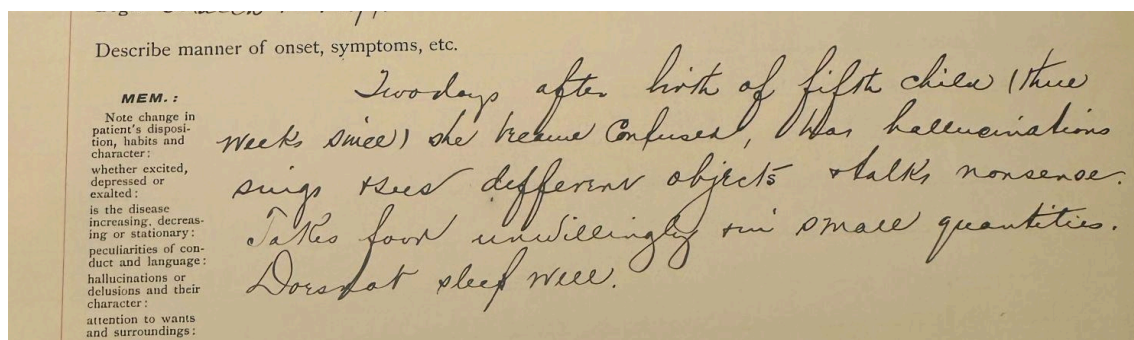 Describe manner of onset, symptoms, etc.
MEM.:
Note change in
patient's disposi-
tion, habits and
character:
whether excited,
depressed or
exalted:
is the disease
increasing, decreas-
ing or stationary:
peculiarities of con-
duct and language:
hallucinations or
delusions and their
character:
attention to wants
and surroundings:
Two days after birth of fifth child (three
weeks since) she became confused, has hallucinations
sings & sees different objects & talks nonsense.
Takes food unwillingly & in small quantities.
Does not sleep well.